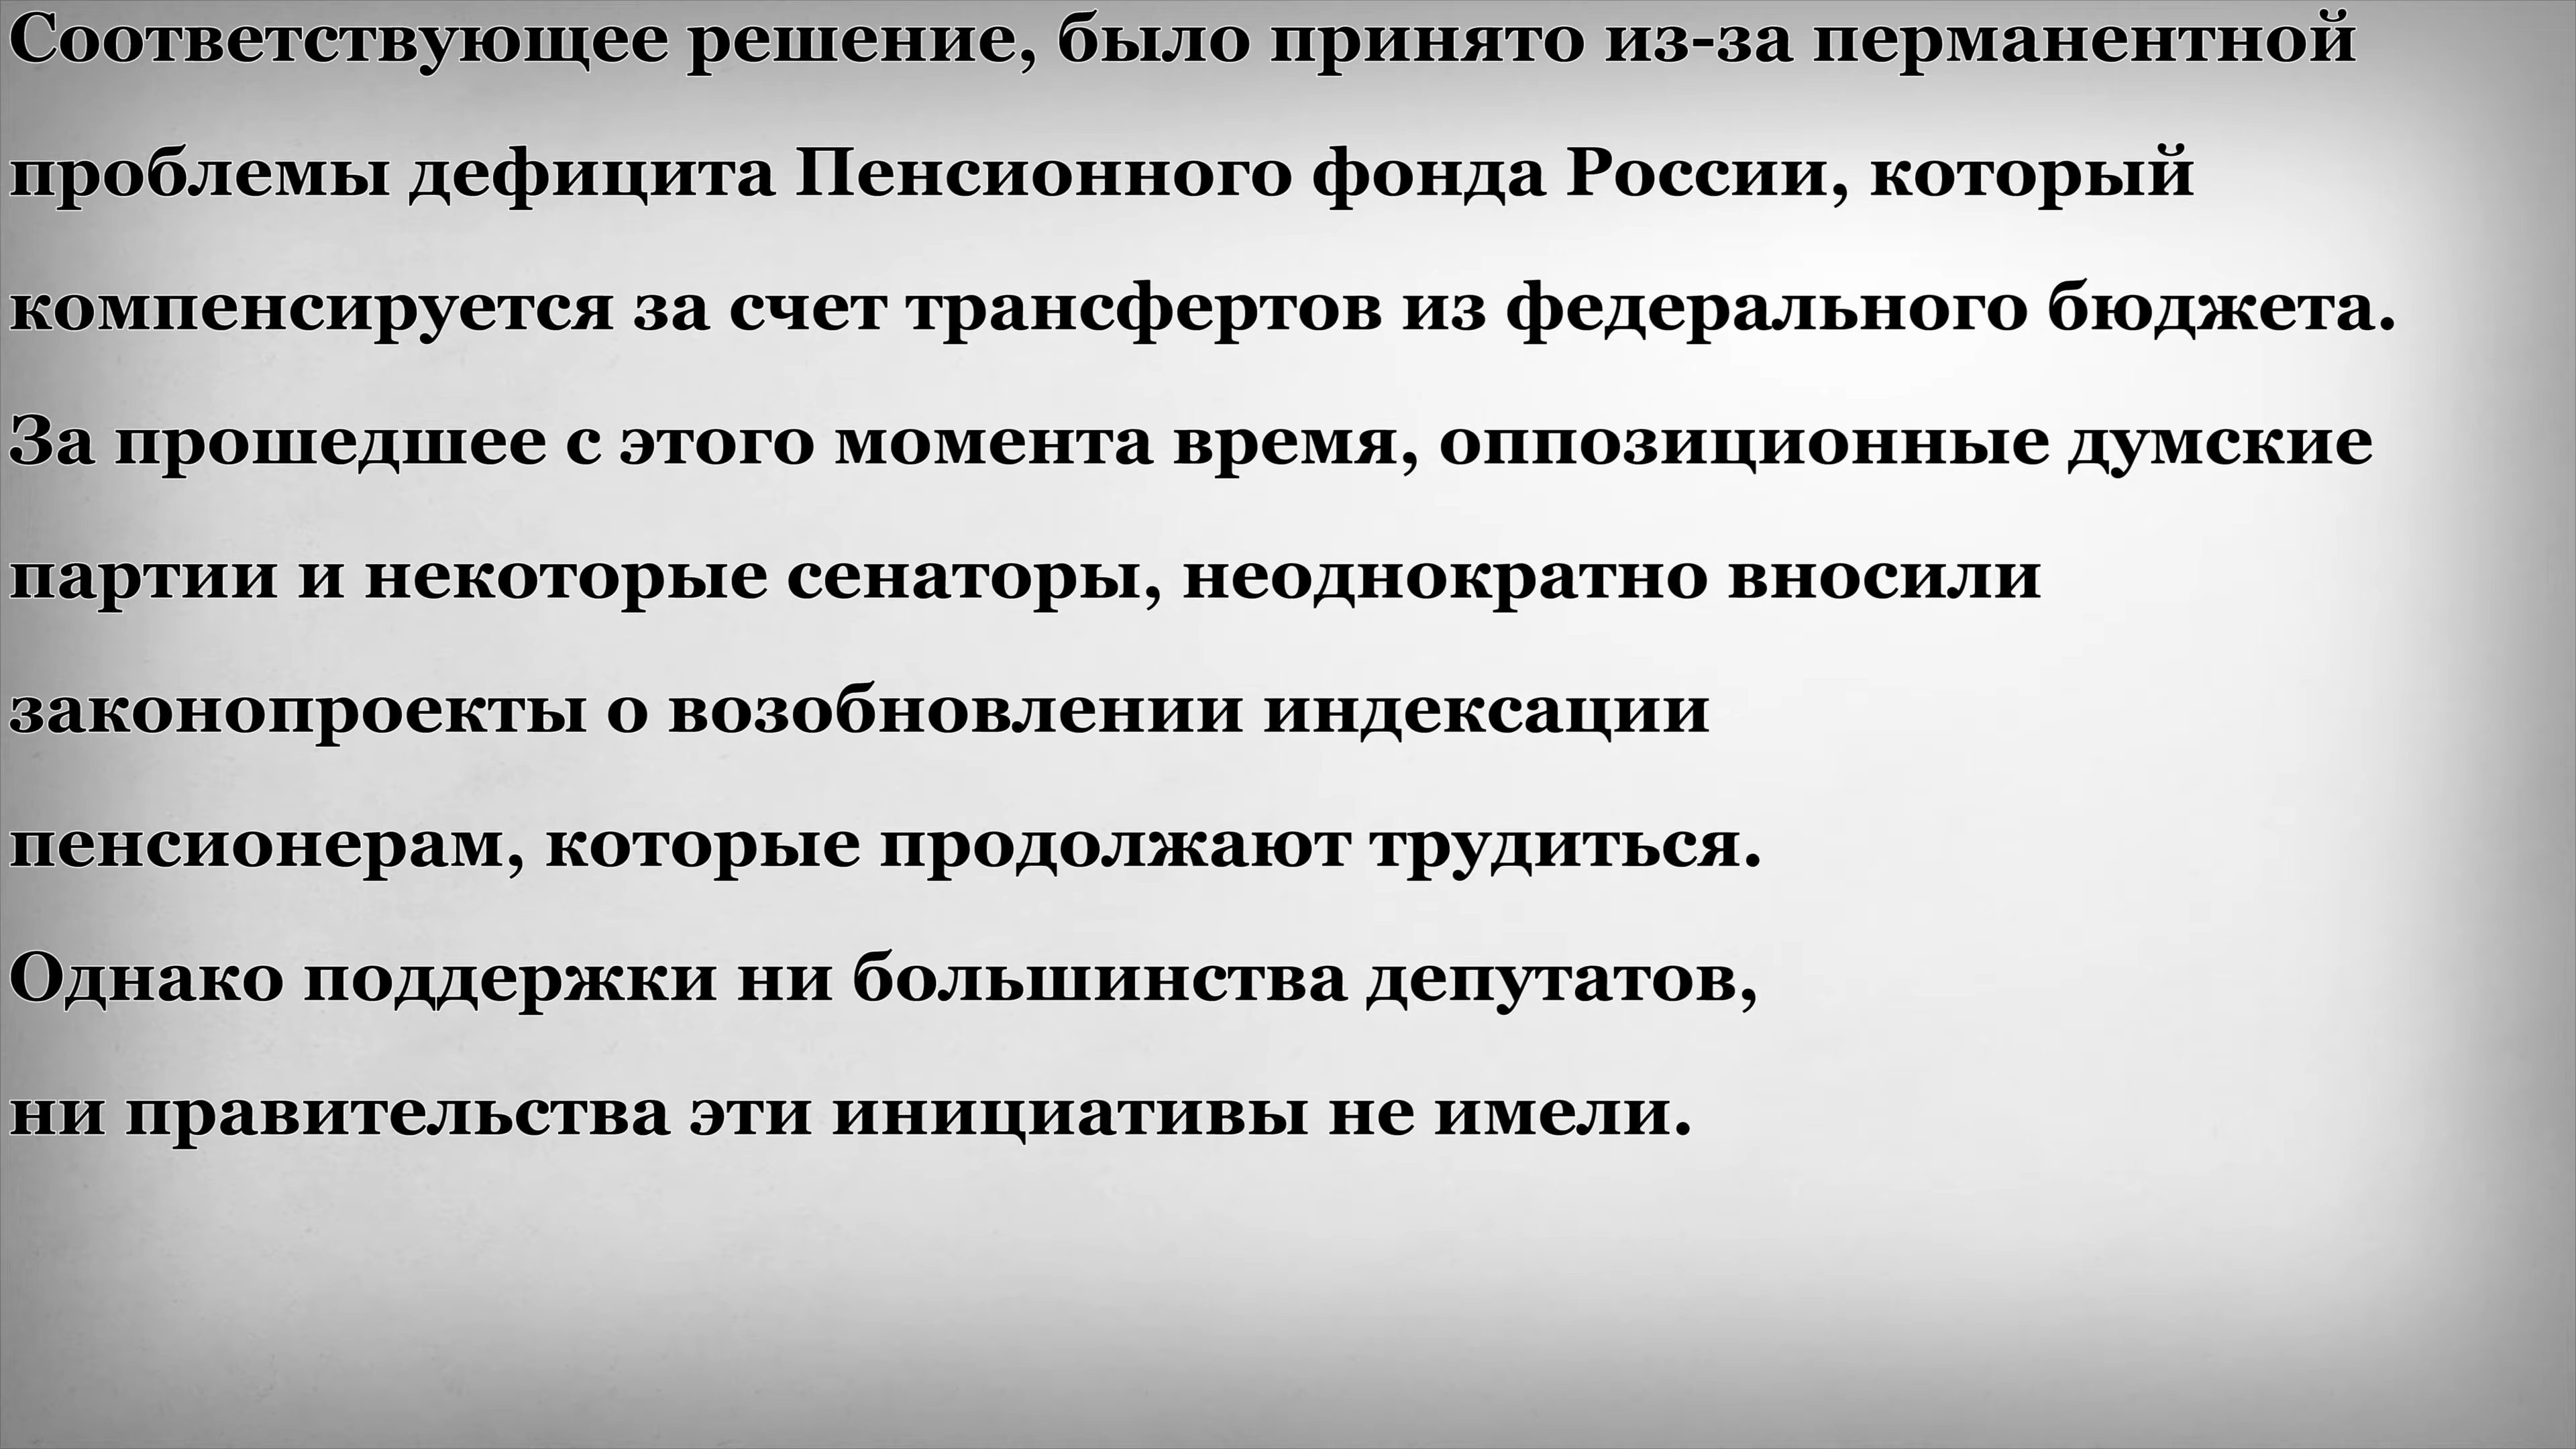 Соответствующее решение, было принято из-за перманентной
проблемы дефицита Пенсионного фонда России, который
компенсируется за счет трансфертов из федерального бюджета.
За прошедшее с этого момента время, оппозиционные думские
партии и некоторые сенаторы, неоднократно вносили
законопроекты о возобновлении индексации
пенсионерам, которые продолжают трудиться.
Однако поддержки ни большинства депутатов,
ни правительства эти инициативы не имели.